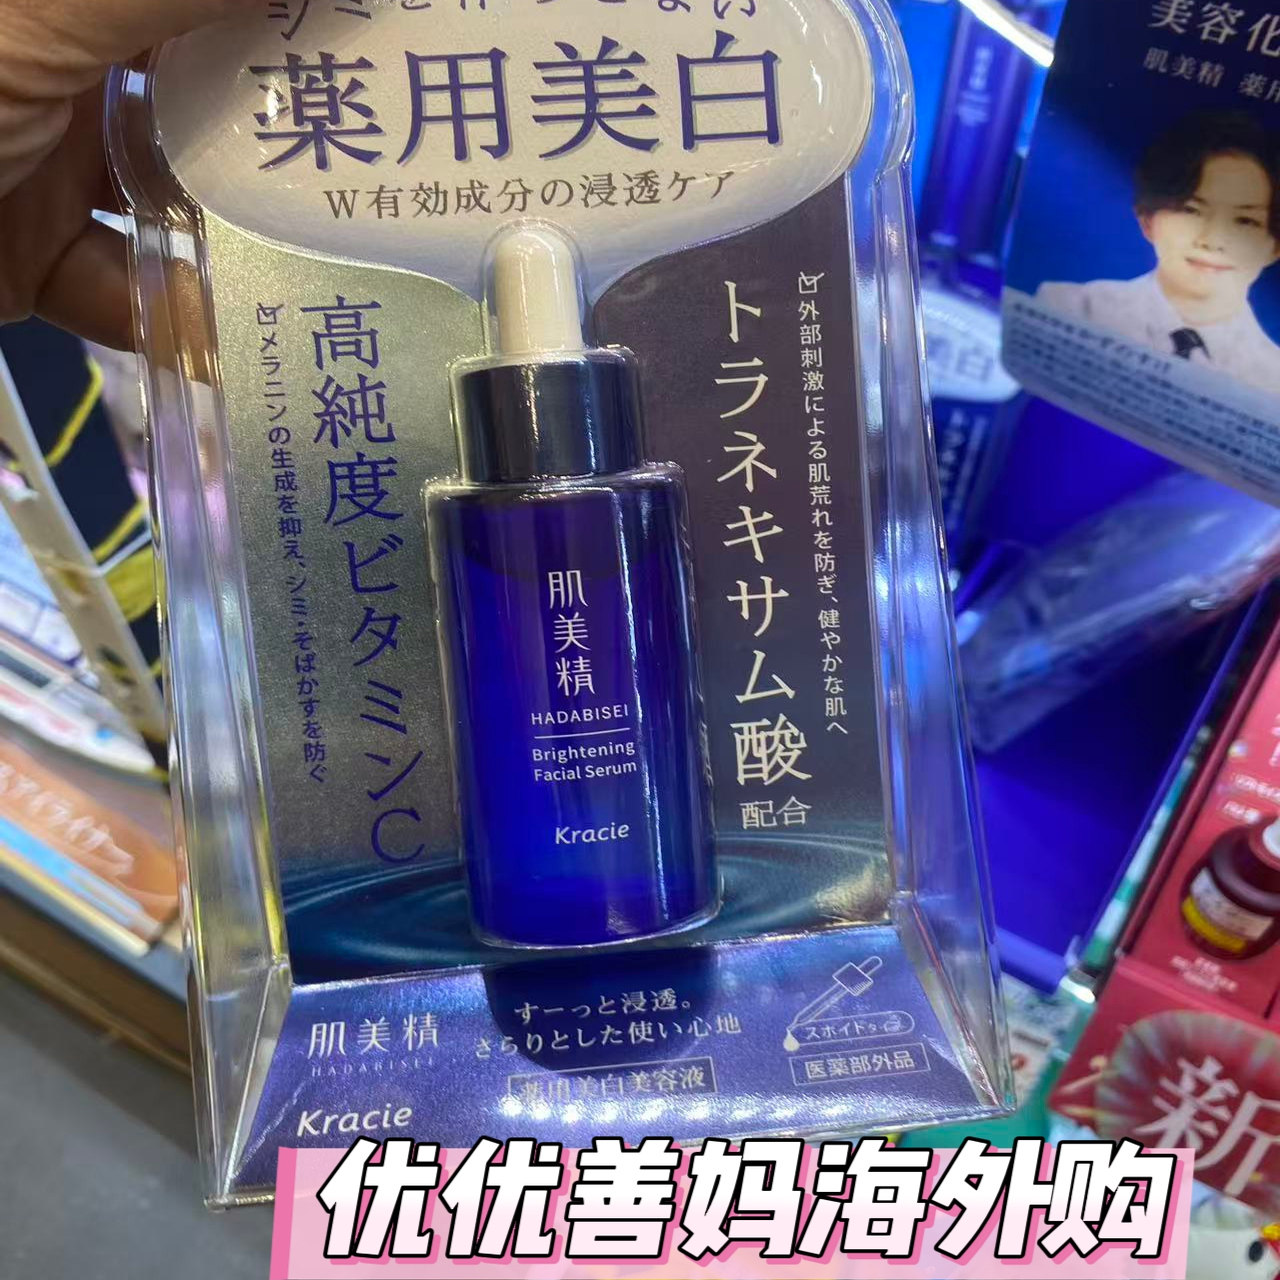 薬用美白
W有効成分の浸透ケア
高純度ビタミンC
メラニンの生成を抑え、シミ・そばかすを防ぐ
トラネキサム酸
配合
外部刺激による肌荒れを防ぎ、健やかな肌へ
肌美精
HADABISEI
Brightening
Facial Serum
Kracie
肌美精
HADABISEI
Kracie
すーっと浸透。
さらりとした使い心地
薬用美白美容液
スポイトタイプ
医薬部外品
美容化
肌美精 薬用
新
优优善妈海外购